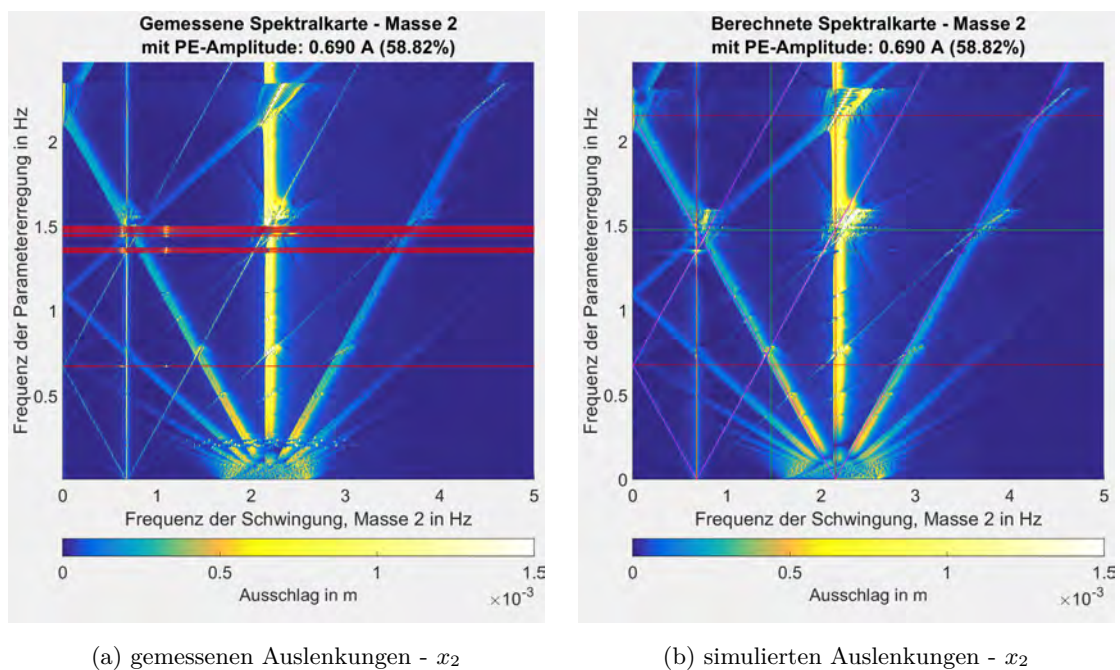 Gemessene Spektralkarte - Masse 2
mit PE-Amplitude: 0.690 A (58.82%)
Frequenz der Parametererregung in Hz
2
1.5
1
0.5
0
0 1 2 3 4 5
Frequenz der Schwingung, Masse 2 in Hz
0 0.5 1 1.5
Ausschlag in m
×10⁻³
(a) gemessenen Auslenkungen - x₂
Berechnete Spektralkarte - Masse 2
mit PE-Amplitude: 0.690 A (58.82%)
Frequenz der Parametererregung in Hz
2
1.5
1
0.5
0
0 1 2 3 4 5
Frequenz der Schwingung, Masse 2 in Hz
0 0.5 1 1.5
Ausschlag in m
×10⁻³
(b) simulierten Auslenkungen - x₂